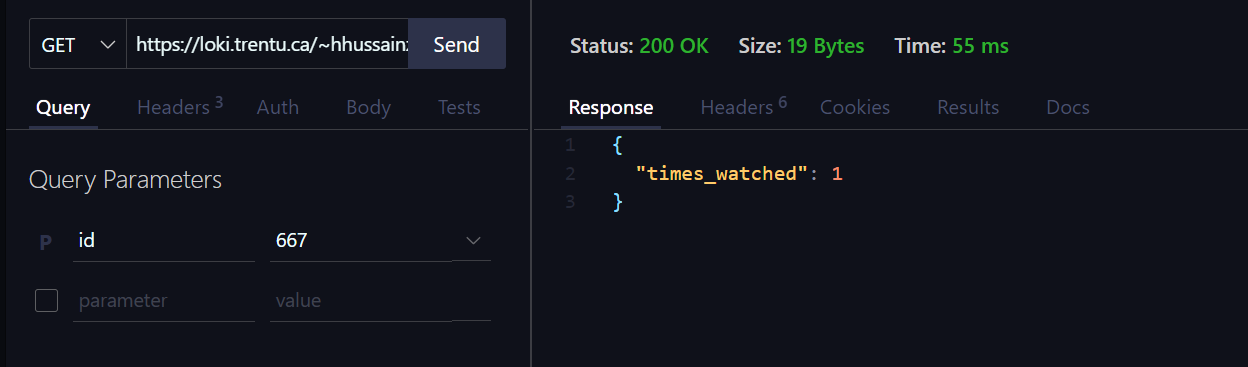 GET https://loki.trentu.ca/~hhussain Send
Query Headers 3 Auth Body Tests
Query Parameters
P id 667
parameter value
Status: 200 OK Size: 19 Bytes Time: 55 ms
Response Headers 6 Cookies Results Docs
1 {
2 "times_watched": 1
3 }